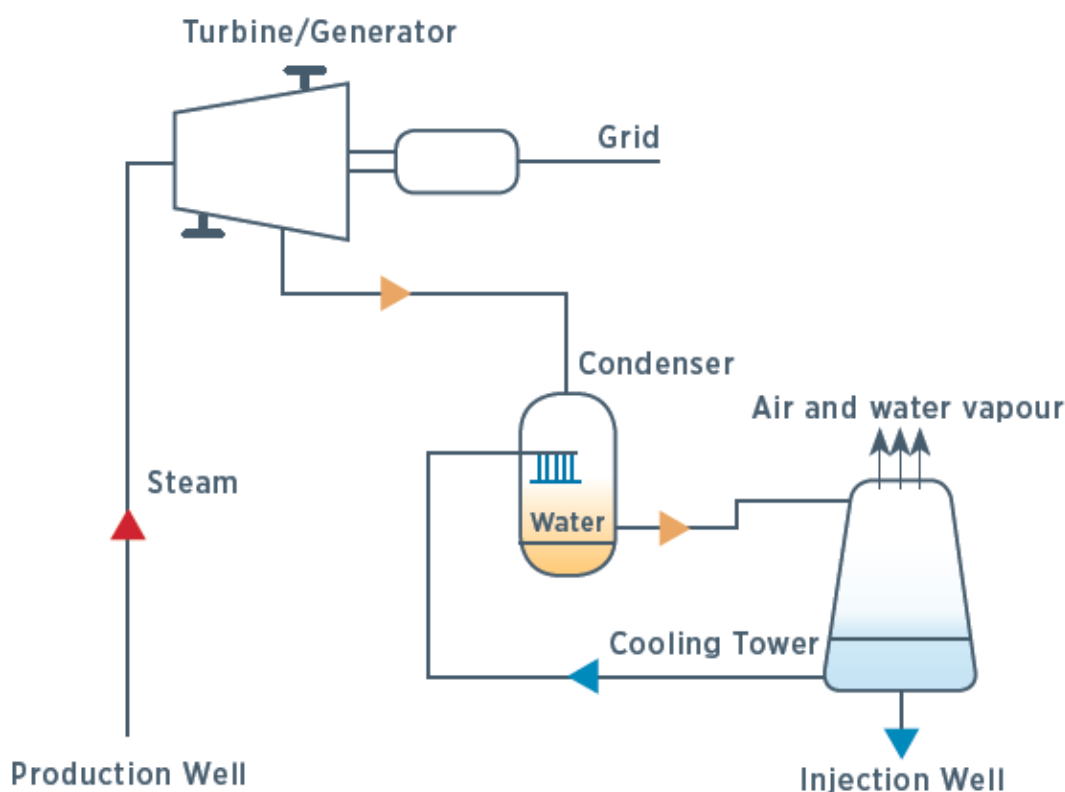 Turbine/Generator
Grid
Condenser
Air and water vapour
Steam
Water
Cooling Tower
Production Well
Injection Well